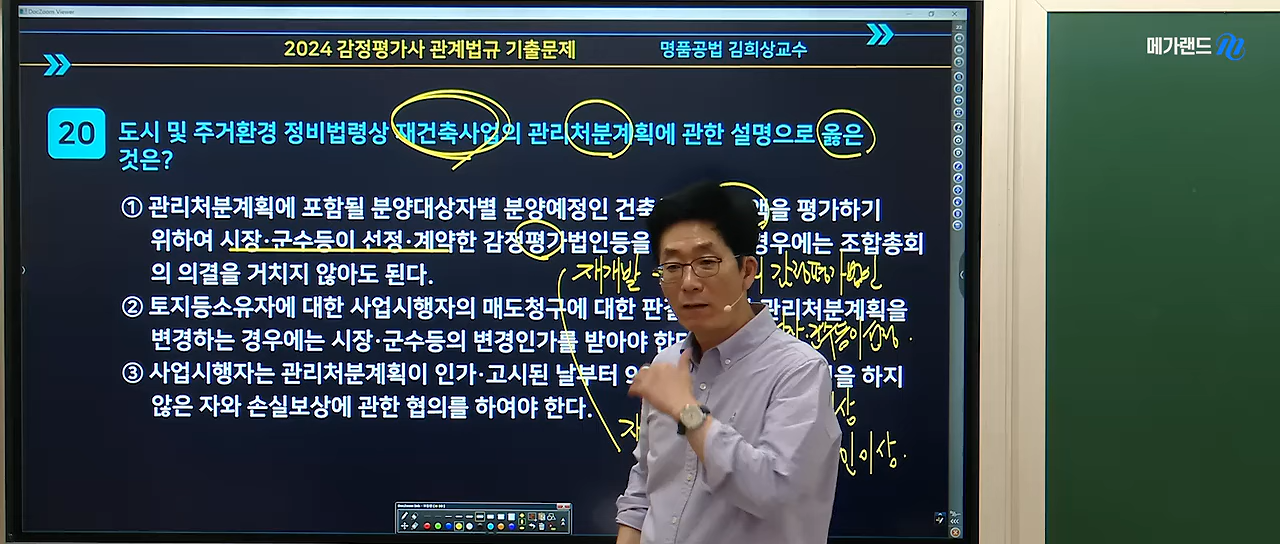 DocZoom Viewer
2024 감정평가사 관계법규 기출문제 명품공법 김희상교수
메가랜드
20 도시 및 주거환경 정비법령상 재건축사업의 관리처분계획에 관한 설명으로 옳은
것은?
① 관리처분계획에 포함될 분양대상자별 분양예정인 건축 을 평가하기
위하여 시장·군수등이 선정·계약한 감정평가법인등을 경우에는 조합총회
의 의결을 거치지 않아도 된다.
재개발 감정평가법인
② 토지등소유자에 대한 사업시행자의 매도청구에 대한 관리처분계획을
변경하는 경우에는 시장·군수등의 변경인가를 받아야
③ 사업시행자는 관리처분계획이 인가·고시된 날부터 하지
않은 자와 손실보상에 관한 협의를 하여야 한다.
인이상.